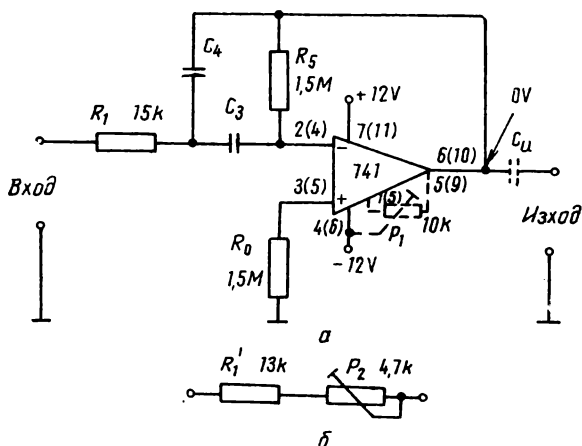 C₄
R₅
1,5M
0V
+12V
R₁ 15k
C₃
2(4)
7(11)
6(10)
Cᵤ
−
741
5(9)
Вход
3(5)
+
1(5)
4(6)
P₁
10k
Изход
R₀
1,5M
−12V
а
R₁' 13k
P₂ 4,7k
б